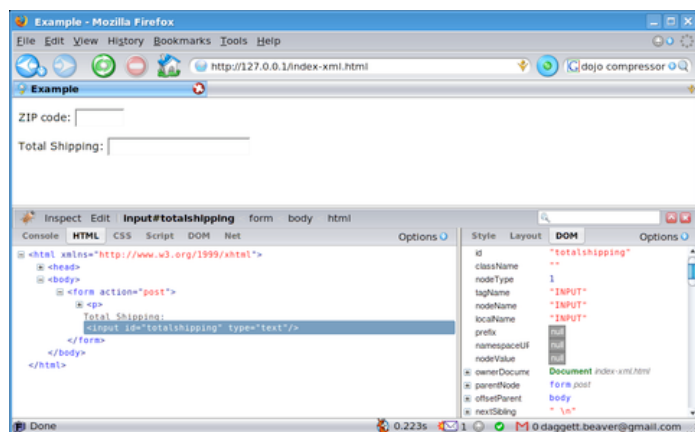 Example - Mozilla Firefox
File Edit View History Bookmarks Tools Help
http://127.0.0.1/index-xml.html
dojo compressor
Example
ZIP code:
Total Shipping:
Inspect Edit input#totalshipping form body html
Console HTML CSS Script DOM Net Options
Style Layout DOM Options
<html xmlns="http://www.w3.org/1999/xhtml">
<head>
<body>
<form action="post">
<p>
Total Shipping:
<input id="totalshipping" type="text"/>
</form>
</body>
</html>
id "totalshipping"
className ""
nodeType 1
tagName "INPUT"
nodeName "INPUT"
localName "INPUT"
prefix null
namespaceURI null
nodeValue null
ownerDocume Document index-xml.html
parentNode form post
offsetParent body
nextSibling " \n"
Done 0.223s 1 0 daggett.beaver@gmail.com